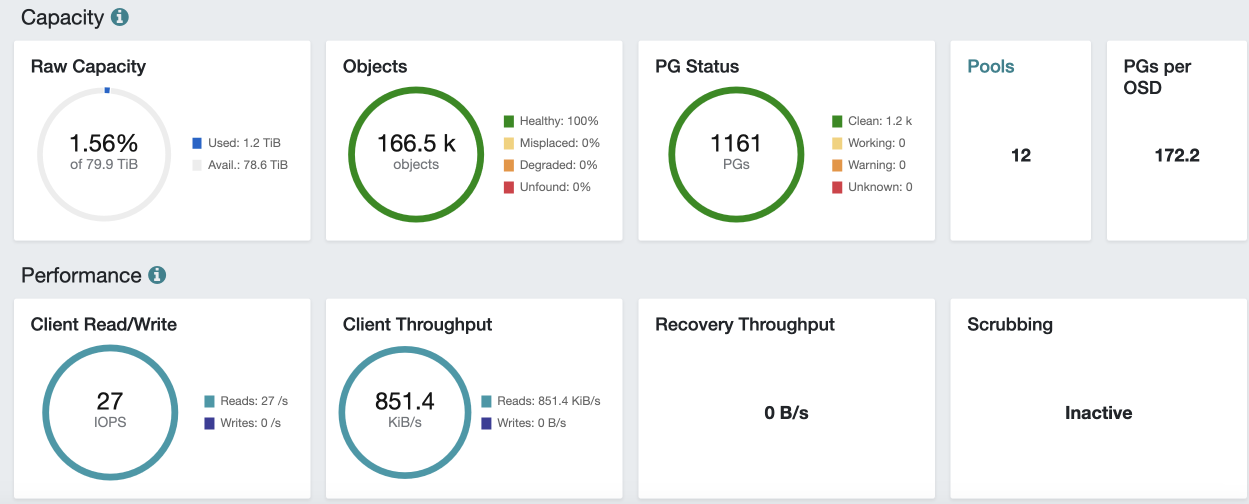 Capacity
Raw Capacity
1.56%
of 79.9 TiB
Used: 1.2 TiB
Avail.: 78.6 TiB
Objects
166.5 k
objects
Healthy: 100%
Misplaced: 0%
Degraded: 0%
Unfound: 0%
PG Status
1161
PGs
Clean: 1.2 k
Working: 0
Warning: 0
Unknown: 0
Pools
12
PGs per
OSD
172.2
Performance
Client Read/Write
27
IOPS
Reads: 27 /s
Writes: 0 /s
Client Throughput
851.4
KiB/s
Reads: 851.4 KiB/s
Writes: 0 B/s
Recovery Throughput
0 B/s
Scrubbing
Inactive